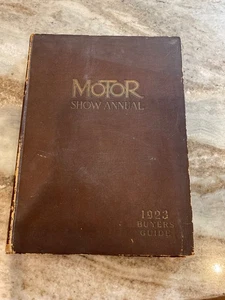 MoToR
SHOW ANNUAL
1923
BUYERS
GUIDE